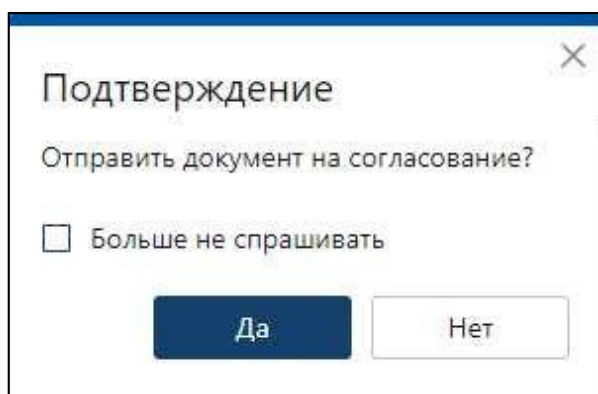 Подтверждение
Отправить документ на согласование?
Больше не спрашивать
Да
Нет